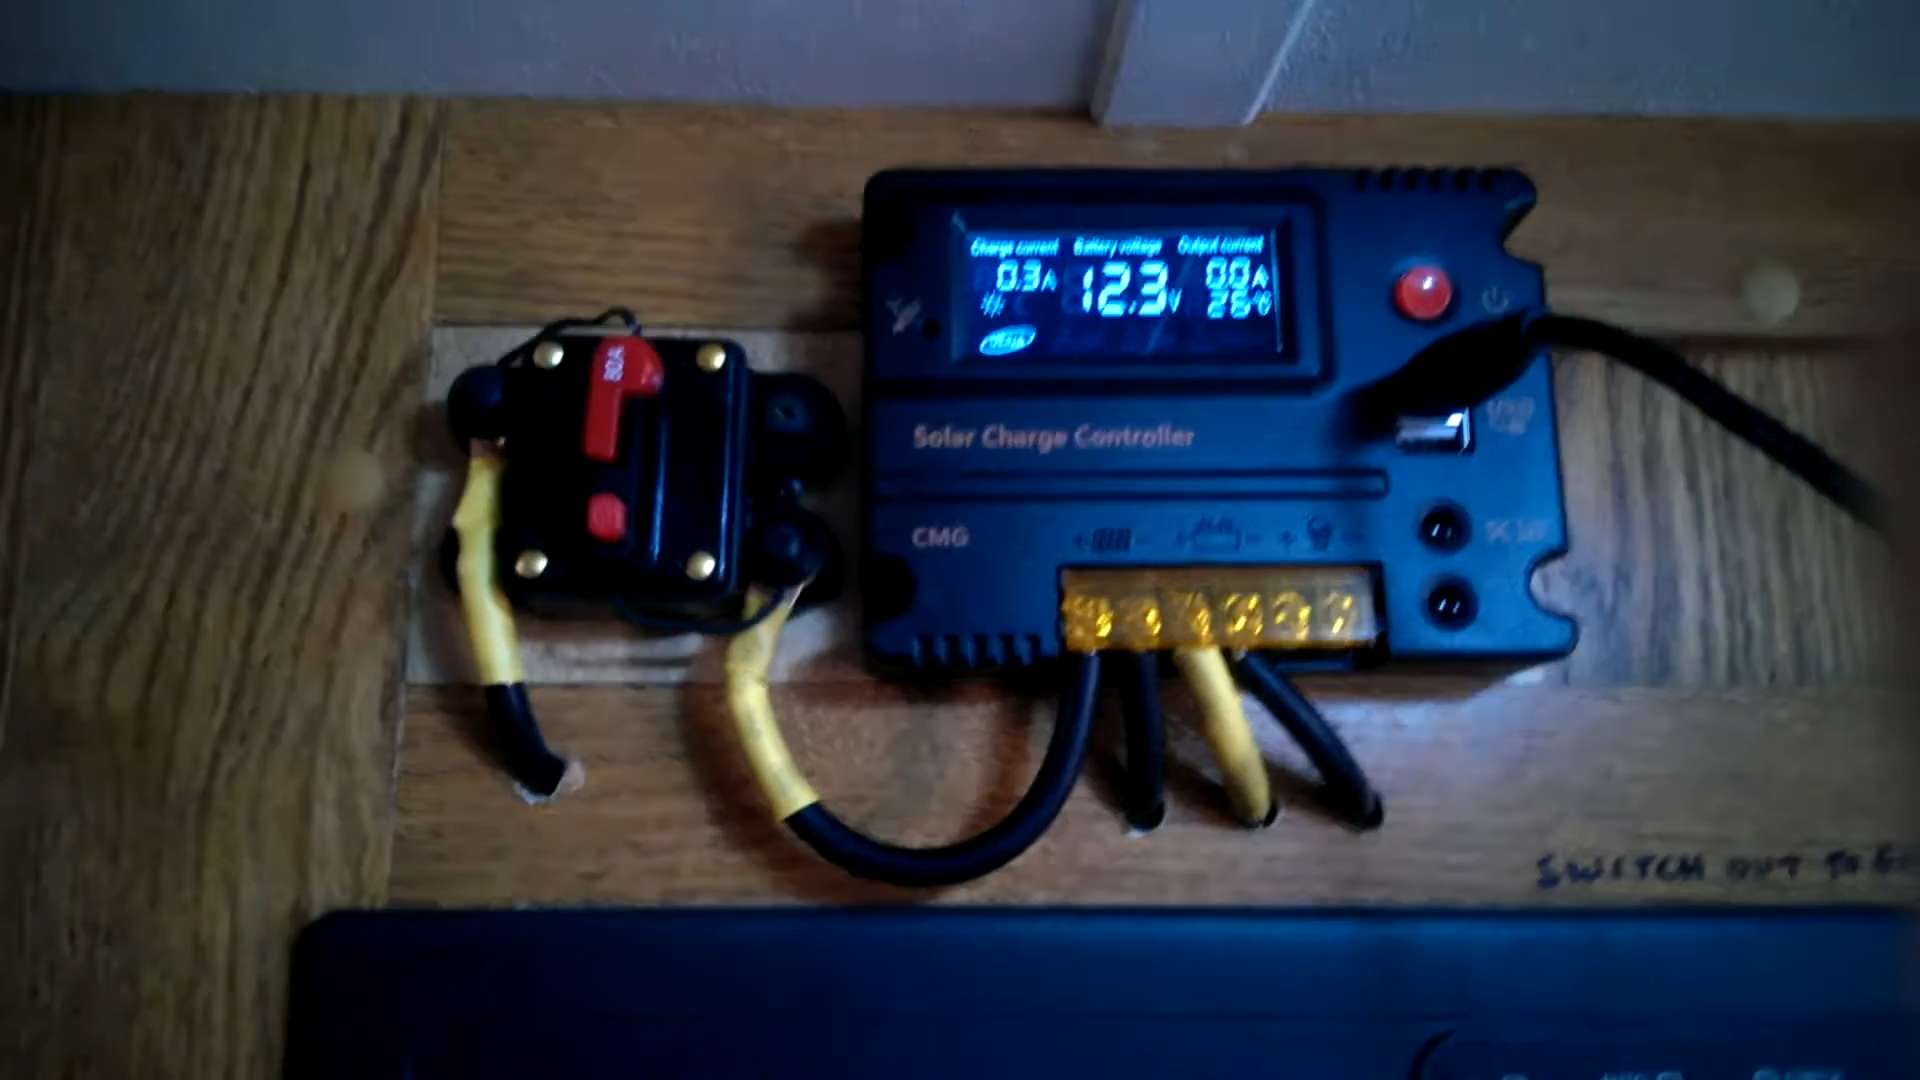 Charge current Battery voltage Output current
0.3A 12.3V 0.0A
26°C
80A
Solar Charge Controller
CMG
+ - + - + -
SWITCH OUT TO